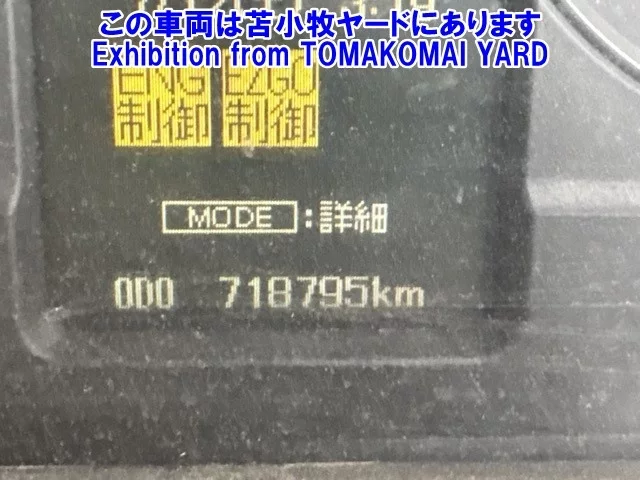 この車両は苫小牧ヤードにあります
Exhibition from TOMAKOMAI YARD
ENG EZGO
制御 制御
MODE :詳細
ODO 718795km